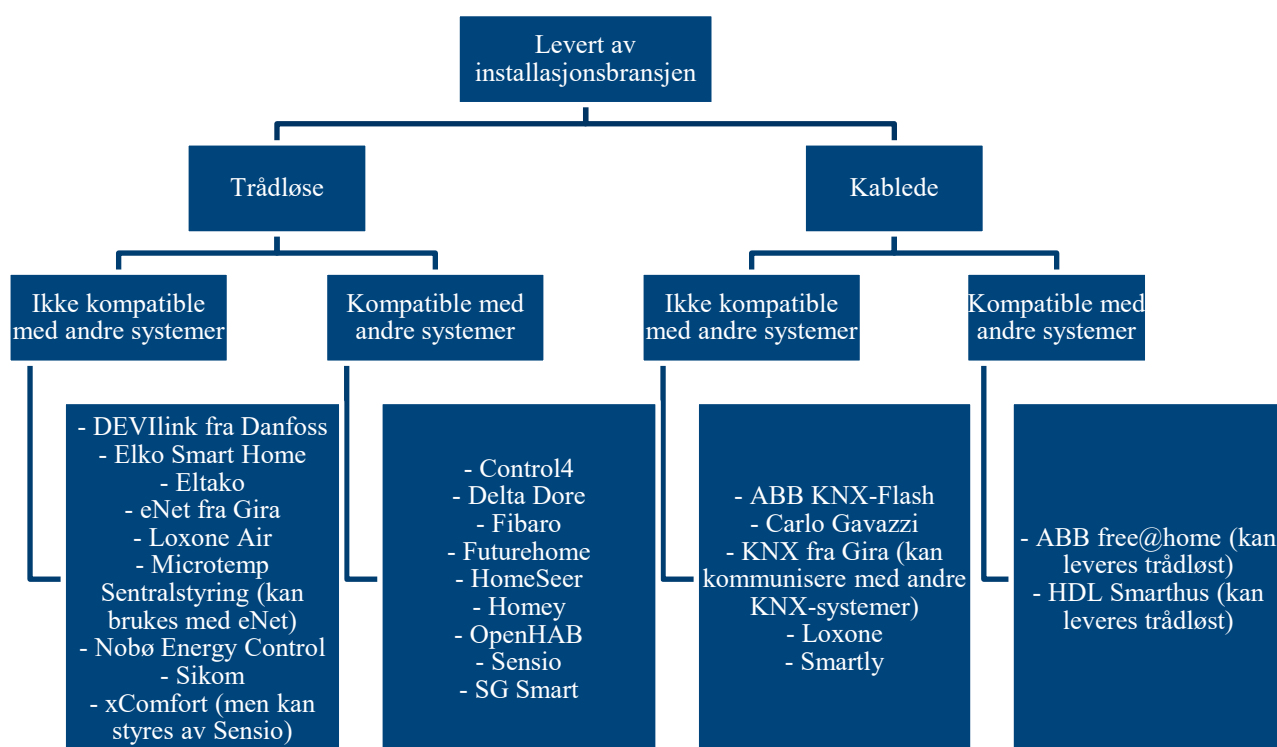 Levert av
installasjonsbransjen
Trådløse
Kablede
Ikke kompatible
med andre systemer
Kompatible med
andre systemer
Ikke kompatible
med andre systemer
Kompatible med
andre systemer
- DEVIlink fra Danfoss
- Elko Smart Home
- Eltako
- eNet fra Gira
- Loxone Air
- Microtemp
Sentralstyring (kan
brukes med eNet)
- Nobø Energy Control
- Sikom
- xComfort (men kan
styres av Sensio)
- Control4
- Delta Dore
- Fibaro
- Futurehome
- HomeSeer
- Homey
- OpenHAB
- Sensio
- SG Smart
- ABB KNX-Flash
- Carlo Gavazzi
- KNX fra Gira (kan
kommunisere med andre
KNX-systemer)
- Loxone
- Smartly
- ABB free@home (kan
leveres trådløst)
- HDL Smarthus (kan
leveres trådløst)